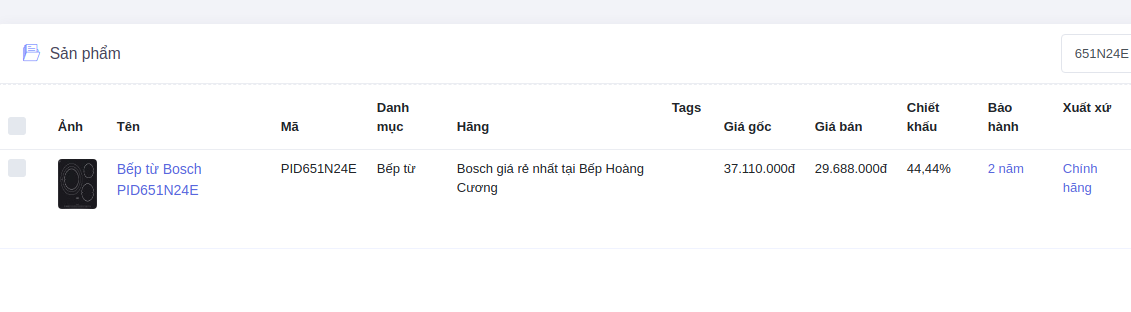 Sản phẩm
651N24E
Ảnh
Tên
Mã
Danh
mục
Hãng
Tags
Giá gốc
Giá bán
Chiết
khấu
Bảo
hành
Xuất xứ
Bếp từ Bosch
PID651N24E
PID651N24E
Bếp từ
Bosch giá rẻ nhất tại Bếp Hoàng
Cương
37.110.000đ
29.688.000đ
44,44%
2 năm
Chính
hãng